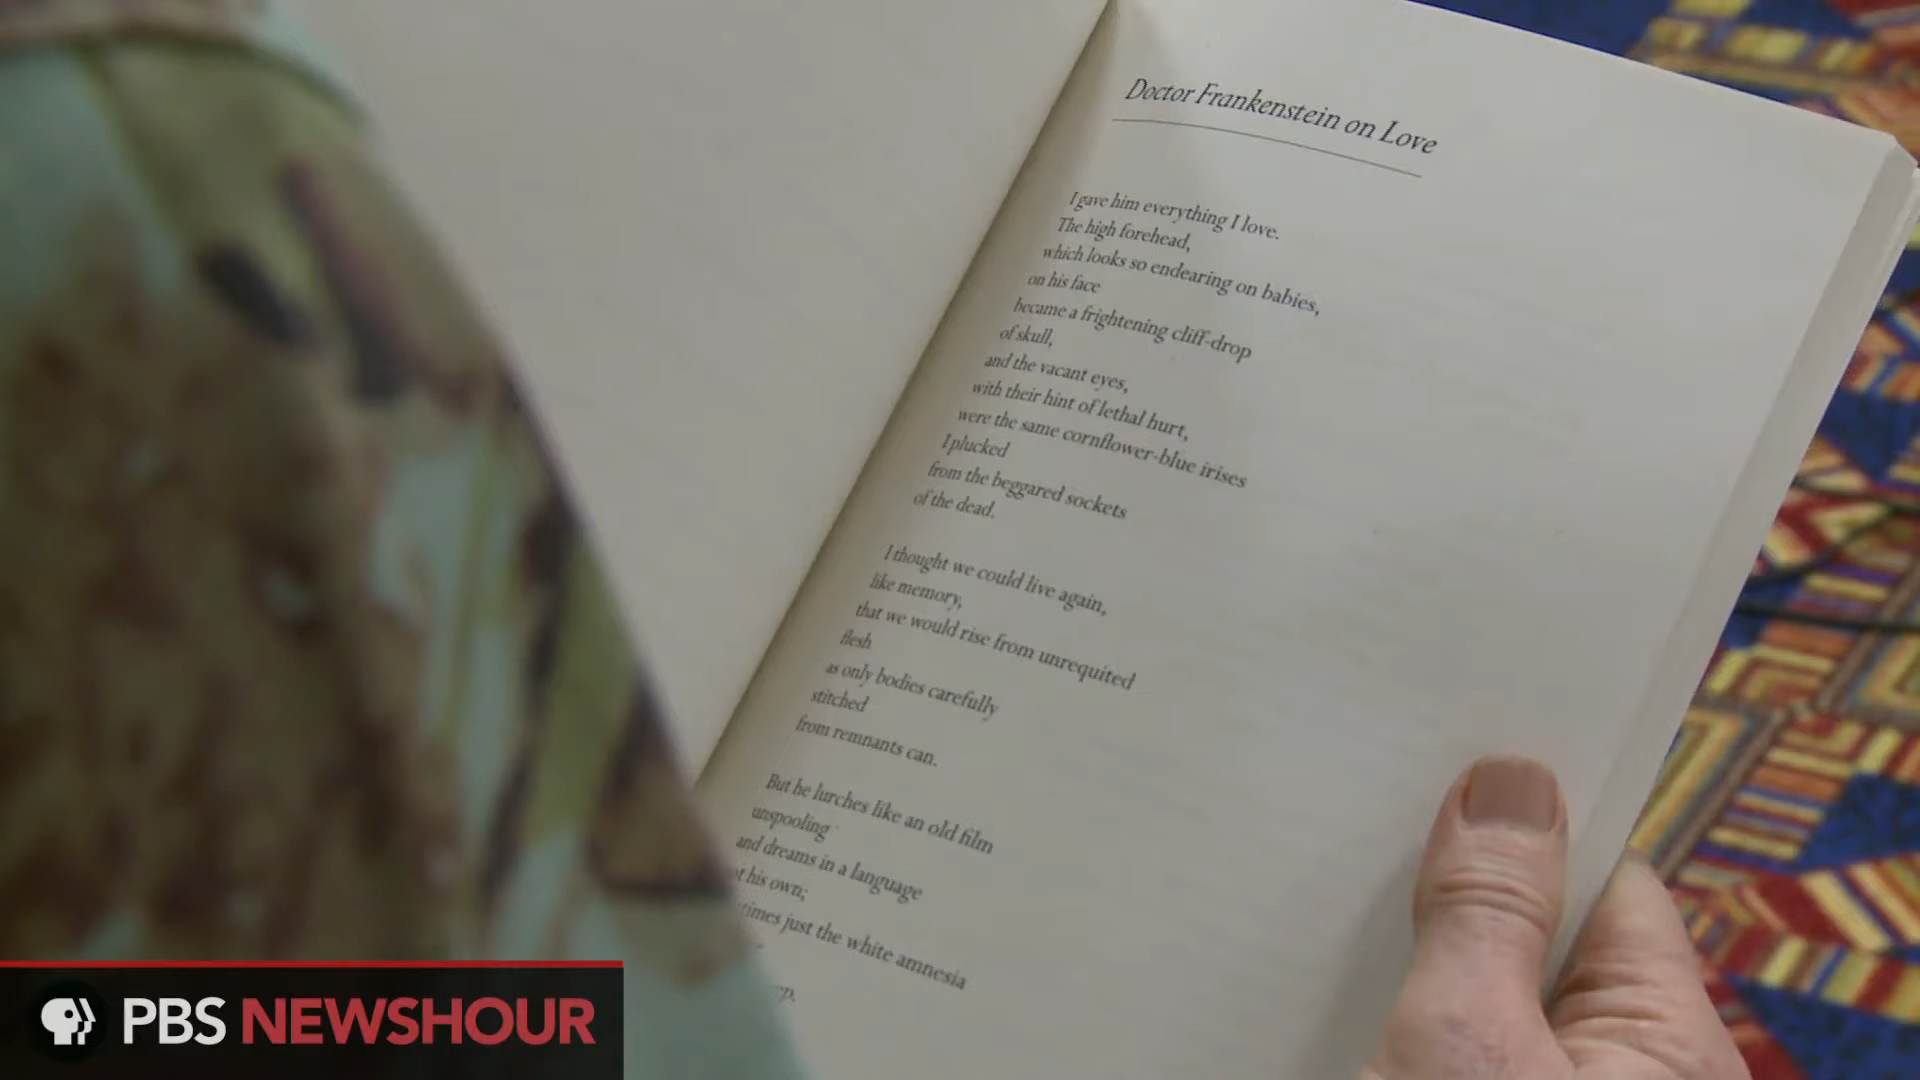 Doctor Frankenstein on Love
I gave him everything I love.
The high forehead,
which looks so endearing on babies,
on his face
became a frightening cliff-drop
of skull,
and the vacant eyes,
with their hint of lethal hurt,
were the same cornflower-blue irises
I plucked
from the beggared sockets
of the dead.
I thought we could live again,
like memory,
that we would rise from unrequited
flesh
as only bodies carefully
stitched
from remnants can.
But he lurches like an old film
unspooling
and dreams in a language
his own;
times just the white amnesia
PBS NEWSHOUR